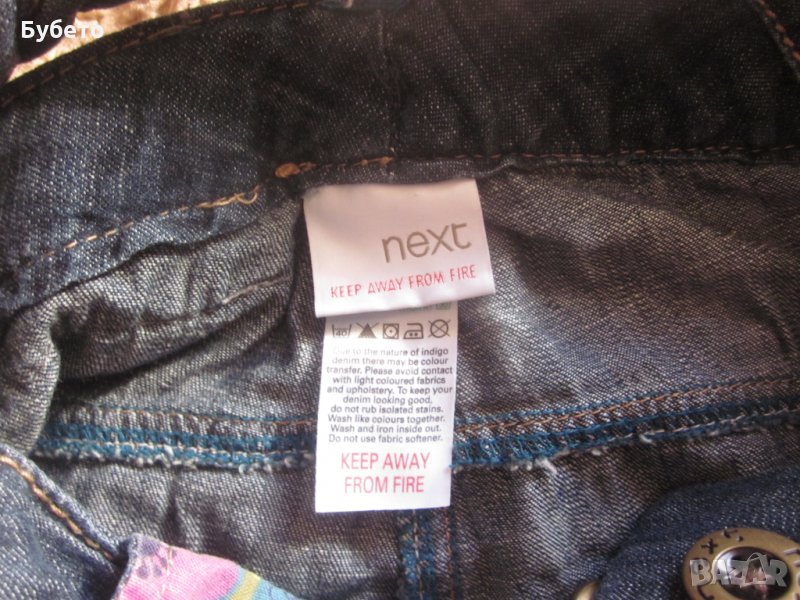 Бубето
next
KEEP AWAY FROM FIRE
40
Due to the nature of indigo
denim there may be colour
transfer. Please avoid contact
with light coloured fabrics
and upholstery. To keep your
denim looking good,
do not rub isolated stains.
Wash like colours together.
Wash and iron inside out.
Do not use fabric softener.
KEEP AWAY
FROM FIRE
BAZAR